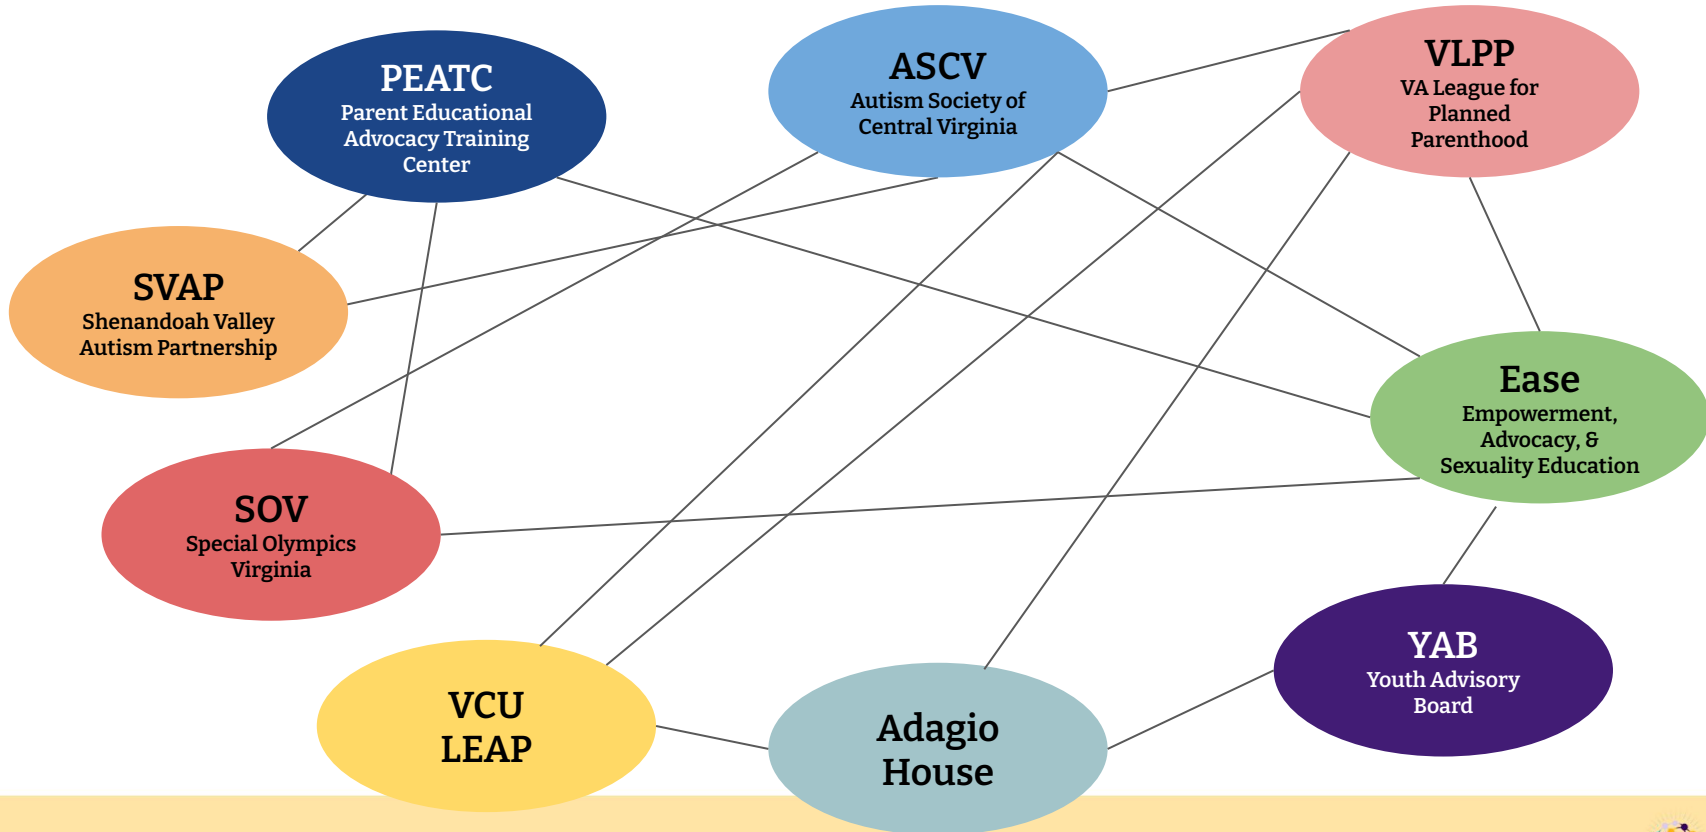 PEATC
Parent Educational
Advocacy Training
Center
ASCV
Autism Society of
Central Virginia
VLPP
VA League for
Planned
Parenthood
SVAP
Shenandoah Valley
Autism Partnership
Ease
Empowerment,
Advocacy, &
Sexuality Education
SOV
Special Olympics
Virginia
YAB
Youth Advisory
Board
VCU
LEAP
Adagio
House